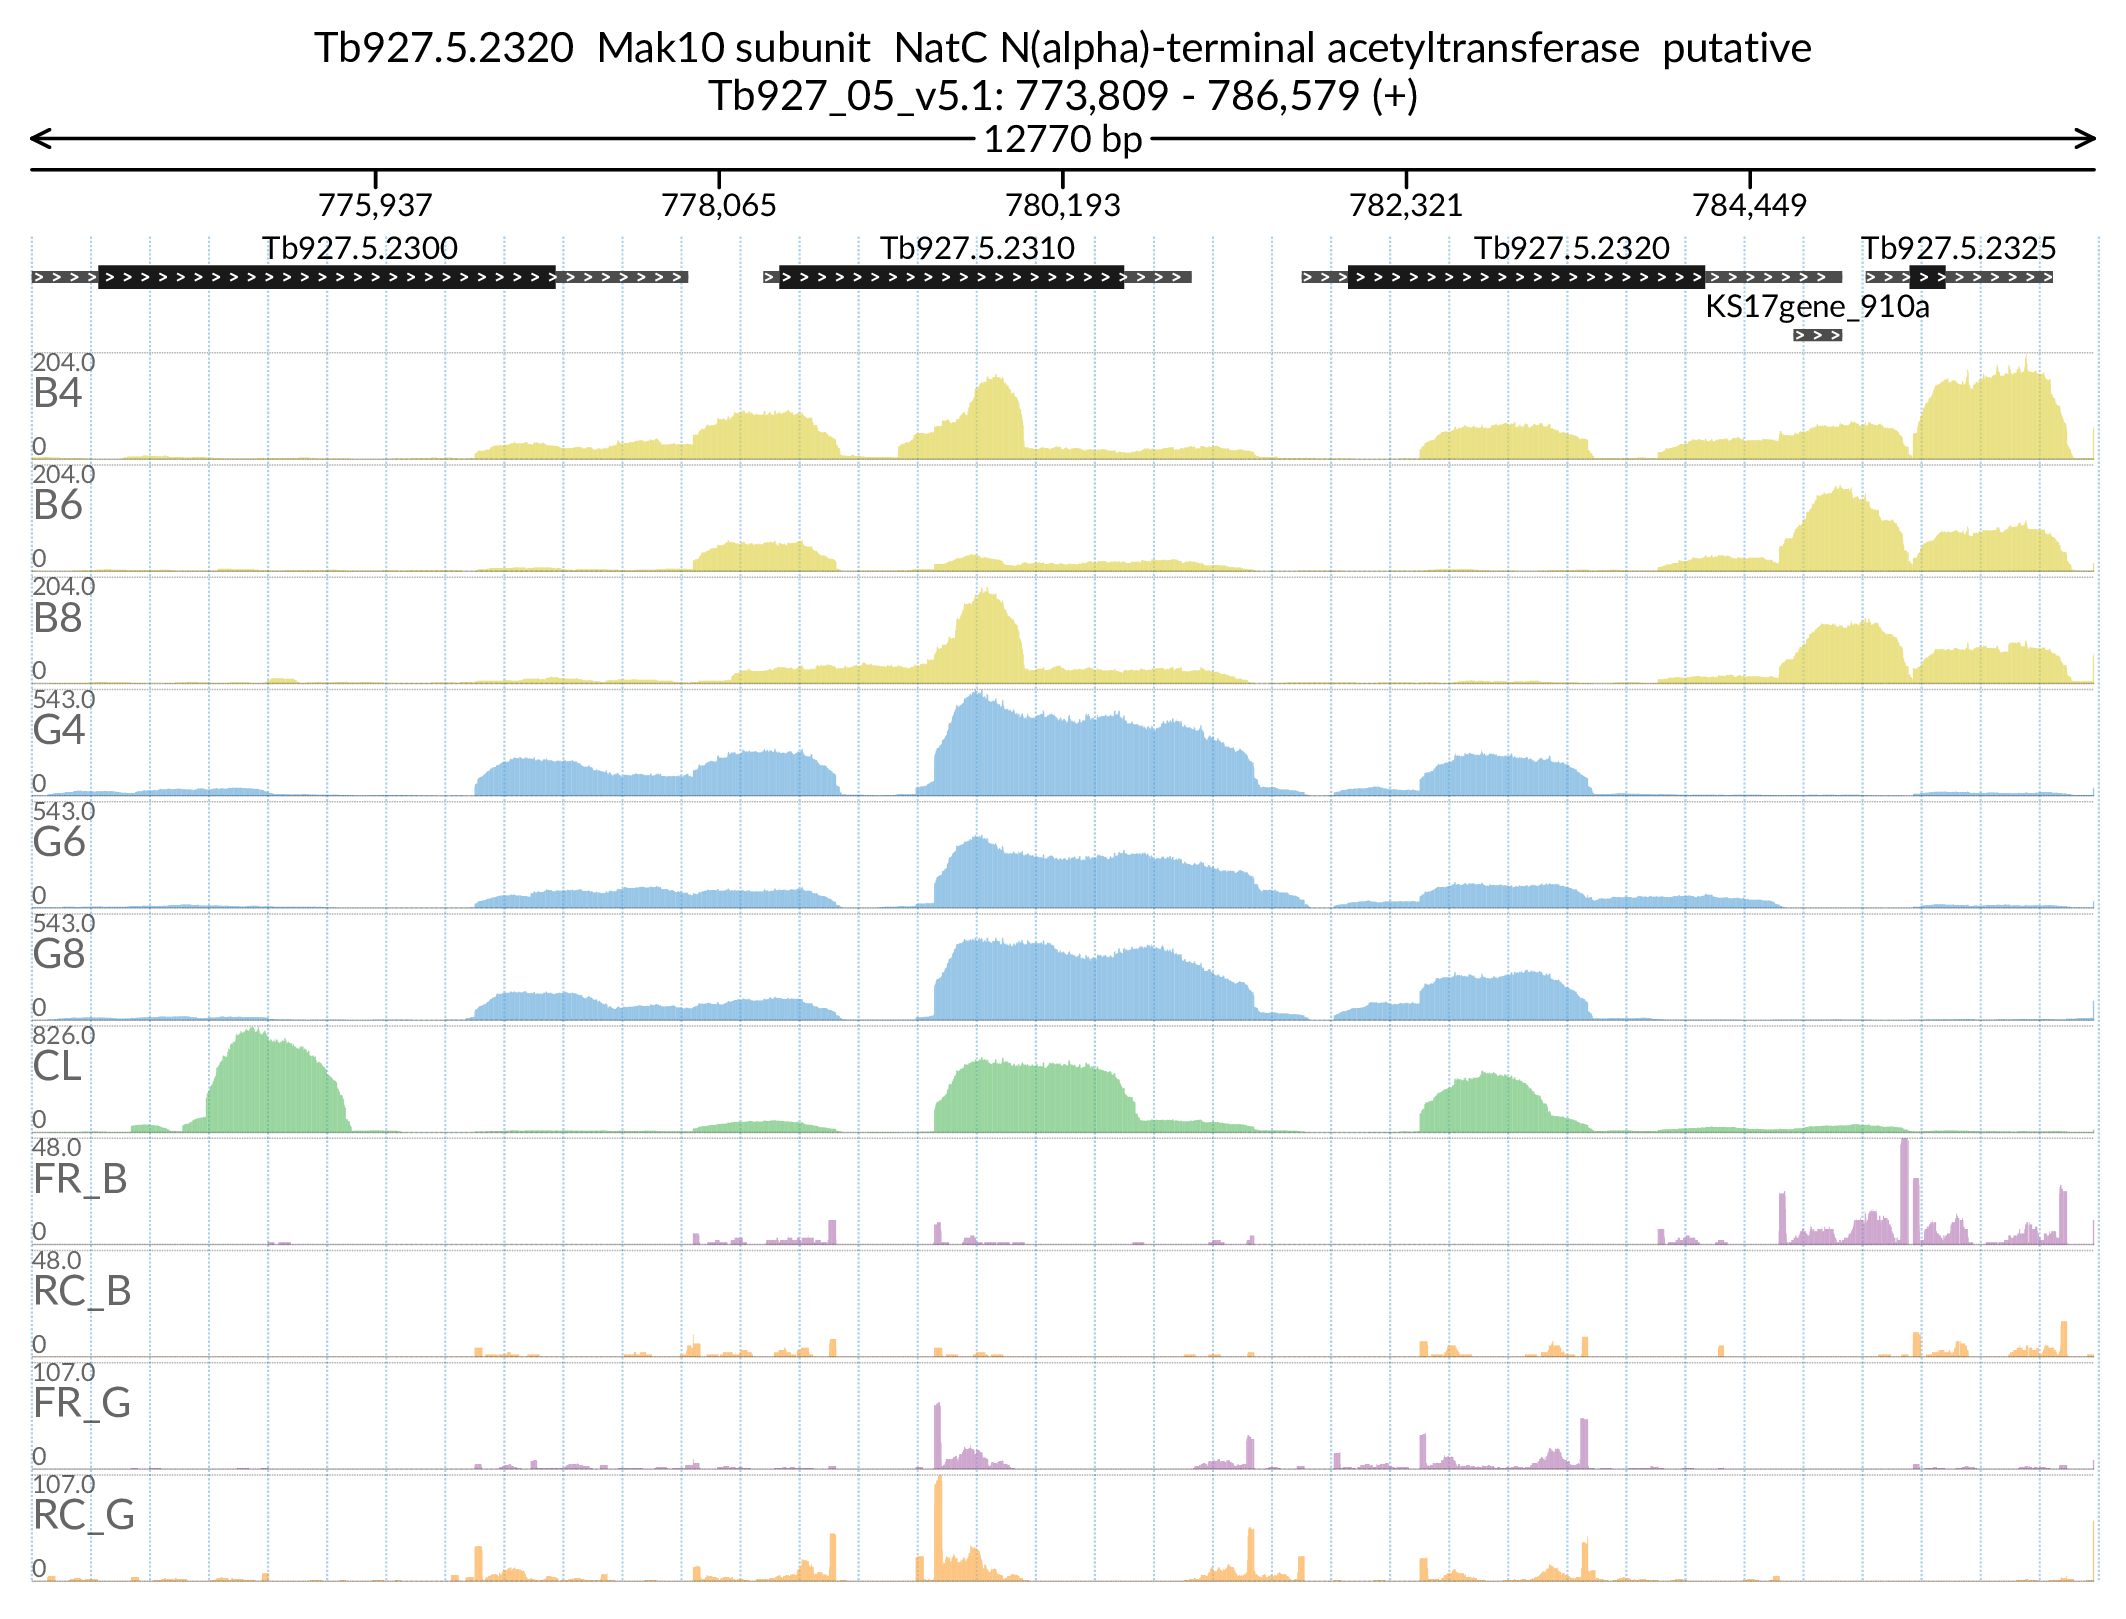 Tb927.5.2320 Mak10 subunit NatC N(alpha)-terminal acetyltransferase putative
Tb927_05_v5.1: 773,809 - 786,579 (+)
12770 bp
775,937 778,065 780,193 782,321 784,449
Tb927.5.2300 Tb927.5.2310 Tb927.5.2320 Tb927.5.2325
KS17gene_910a
204.0
B4
0
204.0
B6
0
204.0
B8
0
543.0
G4
0
543.0
G6
0
543.0
G8
0
826.0
CL
0
48.0
FR_B
0
48.0
RC_B
0
107.0
FR_G
0
107.0
RC_G
0